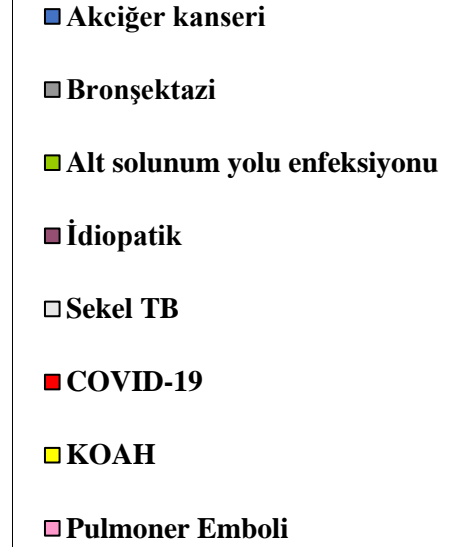 Akciğer kanseri
Bronşektazi
Alt solunum yolu enfeksiyonu
İdiopatik
Sekel TB
COVID-19
KOAH
Pulmoner Emboli